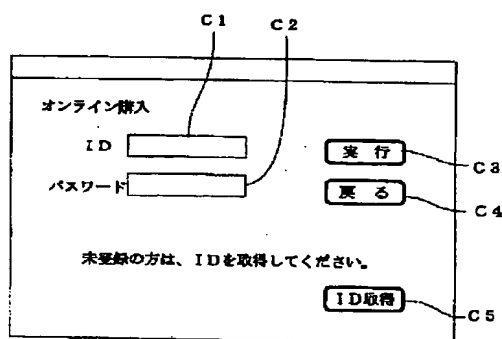 C1 C2
オンライン購入
ID
実行
C3
パスワード
戻る
C4
未登録の方は、IDを取得してください。
ID取得
C5